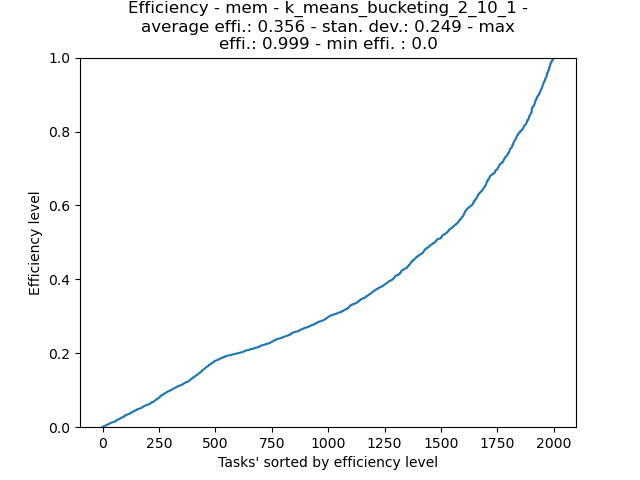 Efficiency - mem - k_means_bucketing_2_10_1 -
average effi.: 0.356 - stan. dev.: 0.249 - max
effi.: 0.999 - min effi. : 0.0
1.0
0.8
0.6
0.4
0.2
0.0
Efficiency level
0 250 500 750 1000 1250 1500 1750 2000
Tasks' sorted by efficiency level